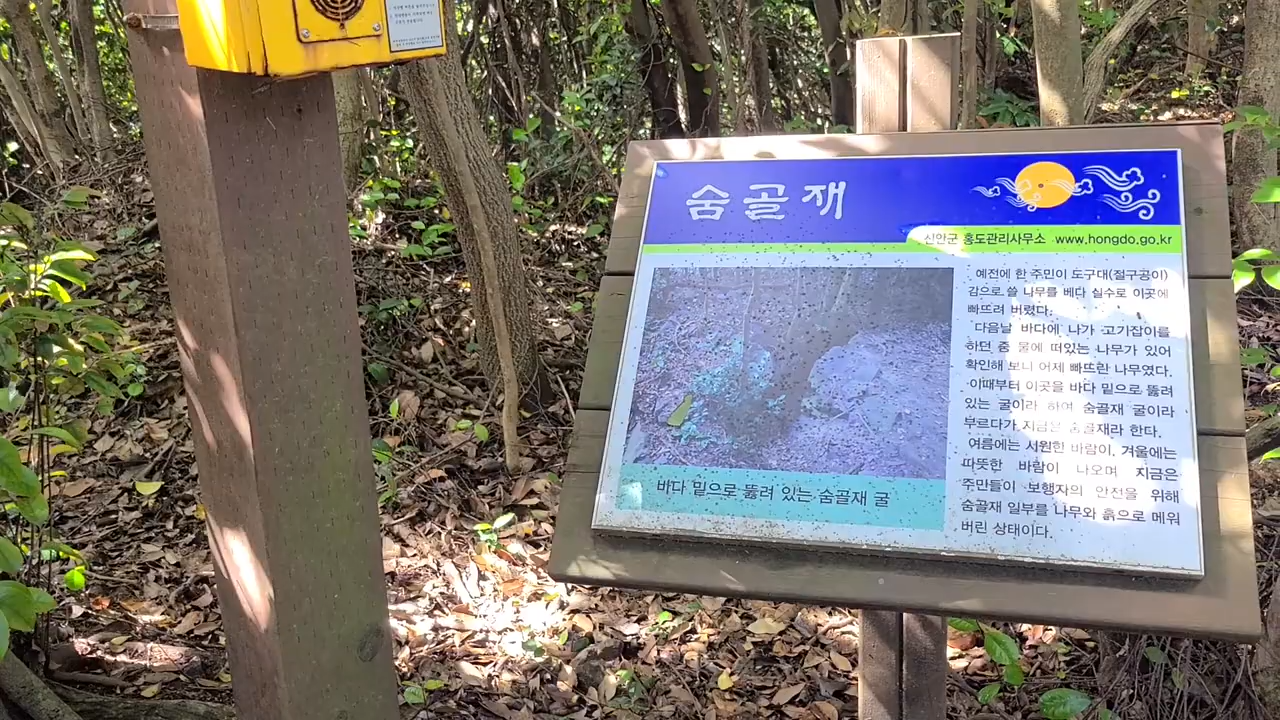 숨골재
신안군 홍도관리사무소 www.hongdo.go.kr
예전에 한 주민이 도구대(절구공이)
감으로 쓸 나무를 베다 실수로 이곳에
빠뜨려 버렸다.
다음날 바다에 나가 고기잡이를
하던 중 물에 떠있는 나무가 있어
확인해 보니 어제 빠뜨린 나무였다.
이때부터 이곳을 바다 밑으로 뚫려
있는 굴이라 하여 숨골재 굴이라
부르다가 지금은 숨골재라 한다.
여름에는 시원한 바람이, 겨울에는
따뜻한 바람이 나오며 지금은
주민들이 보행자의 안전을 위해
숨골재 일부를 나무와 흙으로 메워
버린 상태이다.
바다 밑으로 뚫려 있는 숨골재 굴